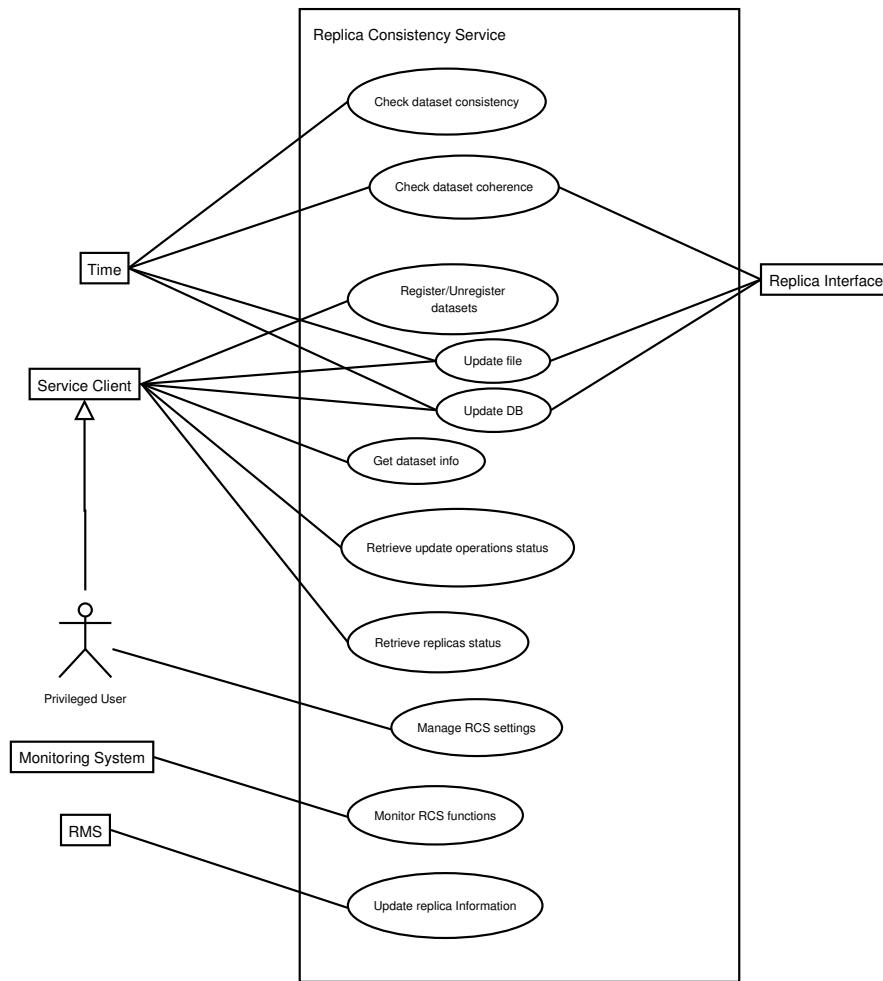 Replica Consistency Service
Check dataset consistency
Check dataset coherence
Time
Replica Interface
Register/Unregister
datasets
Update file
Service Client
Update DB
Get dataset info
Retrieve update operations status
Retrieve replicas status
Privileged User
Manage RCS settings
Monitoring System
Monitor RCS functions
RMS
Update replica Information